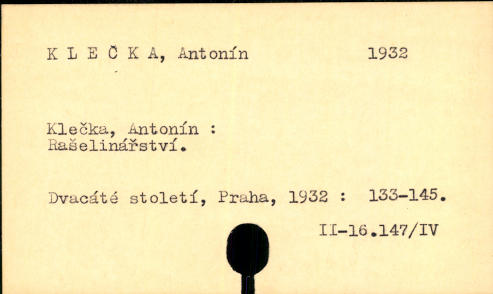 K L E Č K A, Antonín 1932
Klečka, Antonín :
Rašelinářství.
Dvacáté století, Praha, 1932 : 133-145.
II-16.147/IV